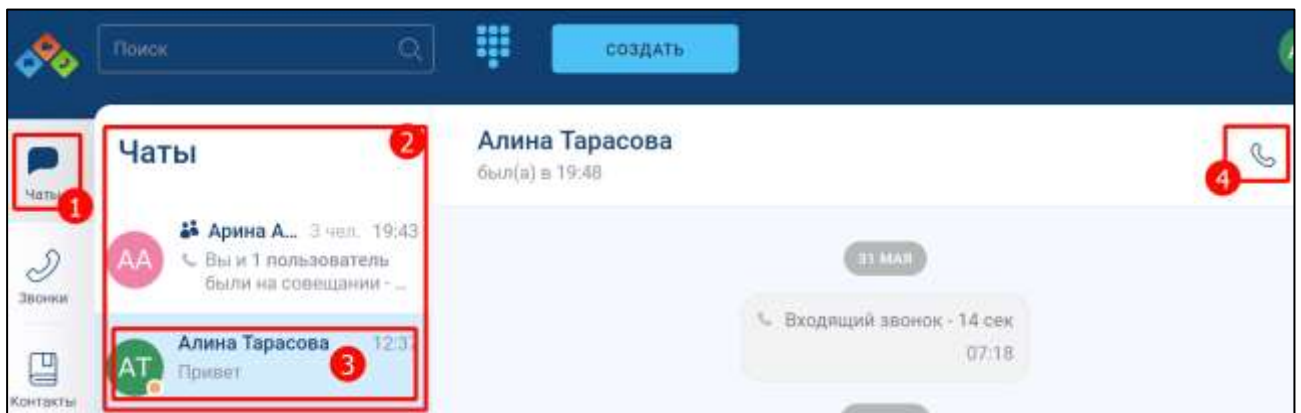 Поиск
СОЗДАТЬ
Чаты
1
Звонки
Контакты
Чаты
2
Арина А... 3 чел. 19:43
АА
Вы и 1 пользователь
были на совещании - ...
Алина Тарасова 12:37
АТ
Привет
3
Алина Тарасова
был(а) в 19:48
4
31 МАЯ
Входящий звонок - 14 сек
07:18